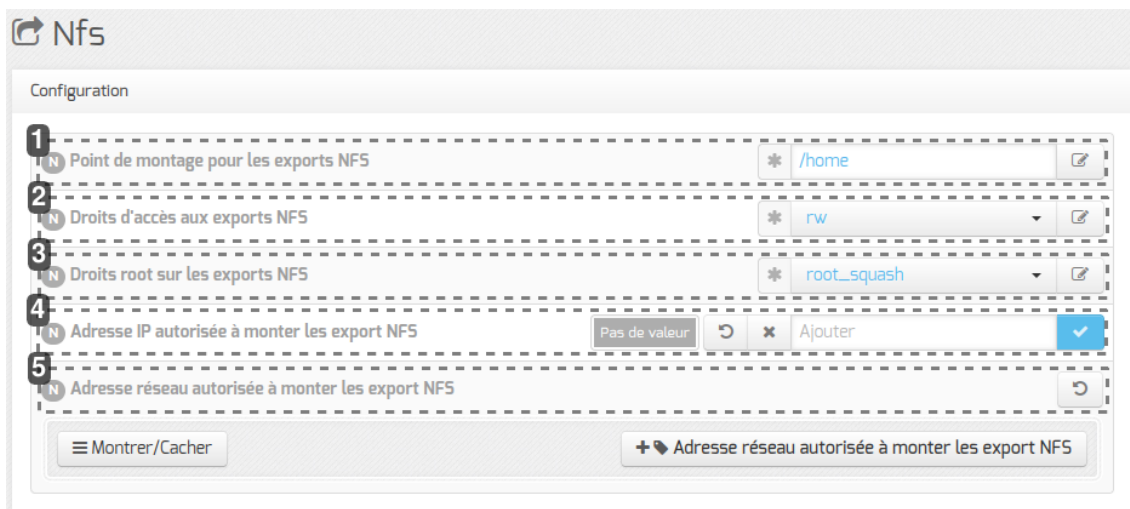 Nfs
Configuration
1
N Point de montage pour les exports NFS * /home
2
N Droits d'accès aux exports NFS * rw
3
N Droits root sur les exports NFS * root_squash
4
N Adresse IP autorisée à monter les export NFS Pas de valeur Ajouter
5
N Adresse réseau autorisée à monter les export NFS
Montrer/Cacher + Adresse réseau autorisée à monter les export NFS